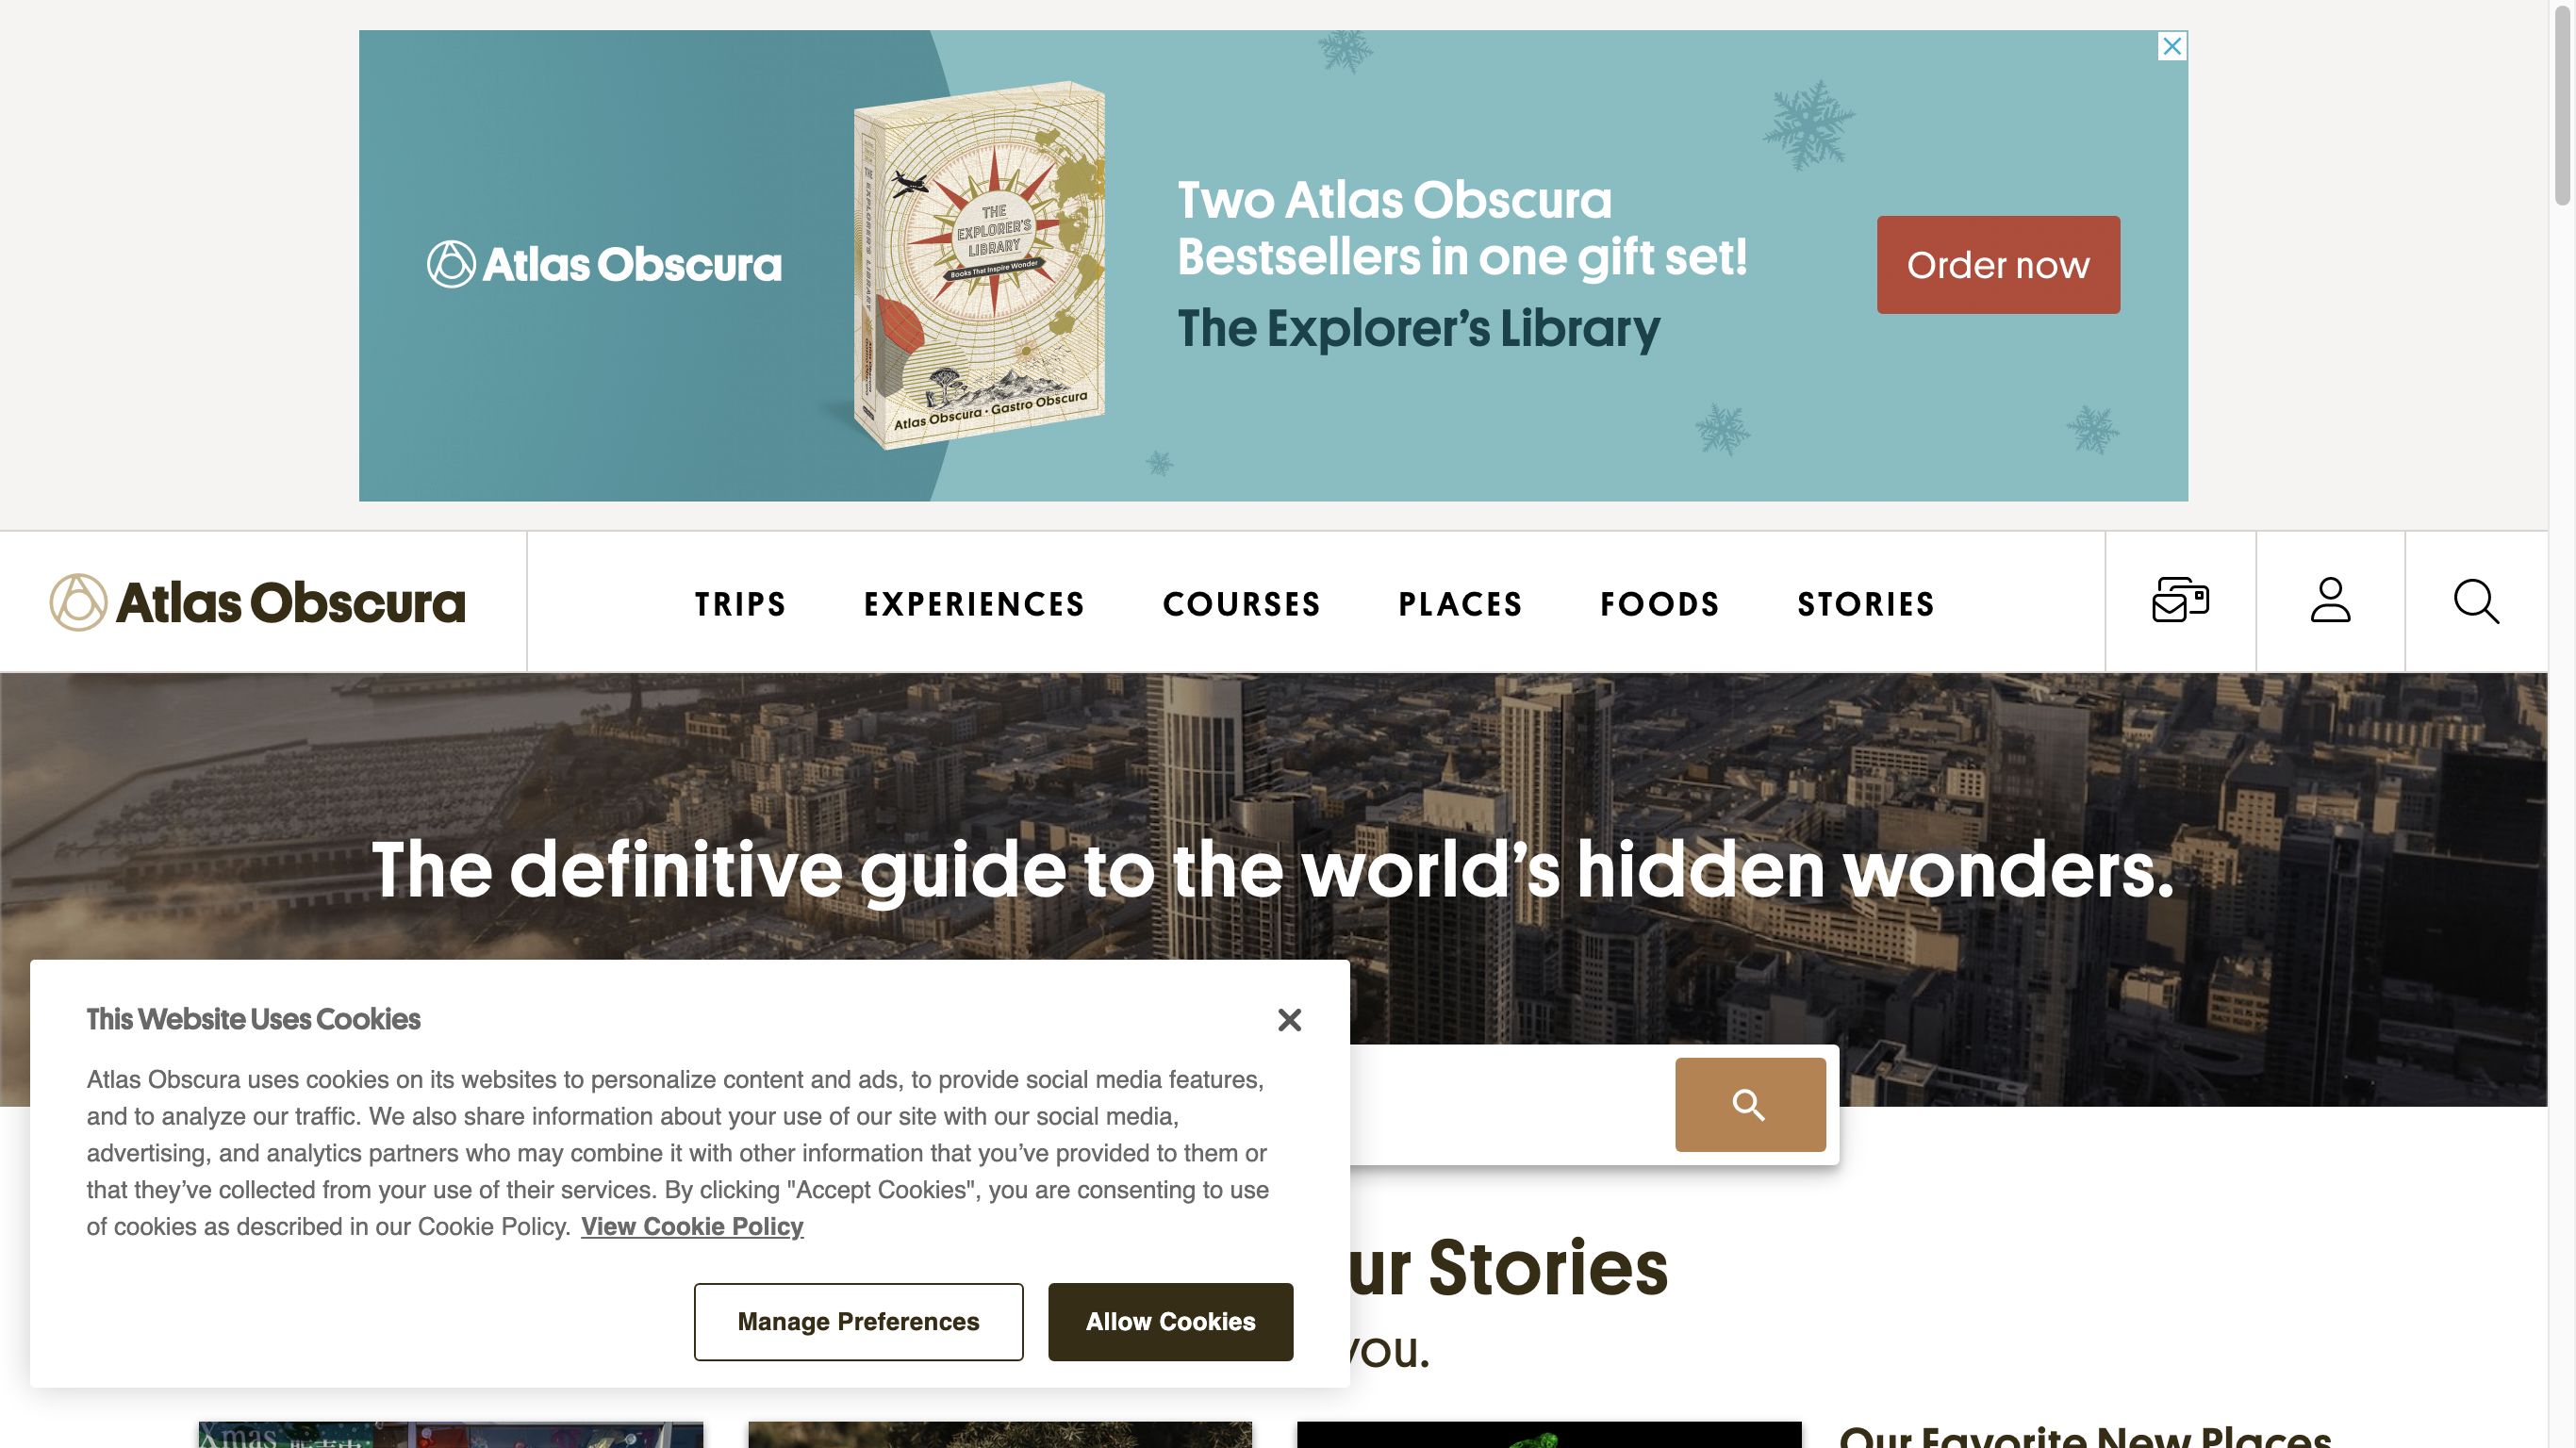 Atlas Obscura
THE
EXPLORER'S
LIBRARY
Books That Inspire Wonder
THE EXPLORER'S LIBRARY
Atlas Obscura · Gastro Obscura
Two Atlas Obscura
Bestsellers in one gift set!
The Explorer’s Library
Order now
Atlas Obscura
TRIPS
EXPERIENCES
COURSES
PLACES
FOODS
STORIES
The definitive guide to the world’s hidden wonders.
This Website Uses Cookies
Atlas Obscura uses cookies on its websites to personalize content and ads, to provide social media features,
and to analyze our traffic. We also share information about your use of our site with our social media,
advertising, and analytics partners who may combine it with other information that you’ve provided to them or
that they’ve collected from your use of their services. By clicking "Accept Cookies", you are consenting to use
of cookies as described in our Cookie Policy. View Cookie Policy
Manage Preferences
Allow Cookies
ur Stories
you.
Xmas
Our Favorite New Places